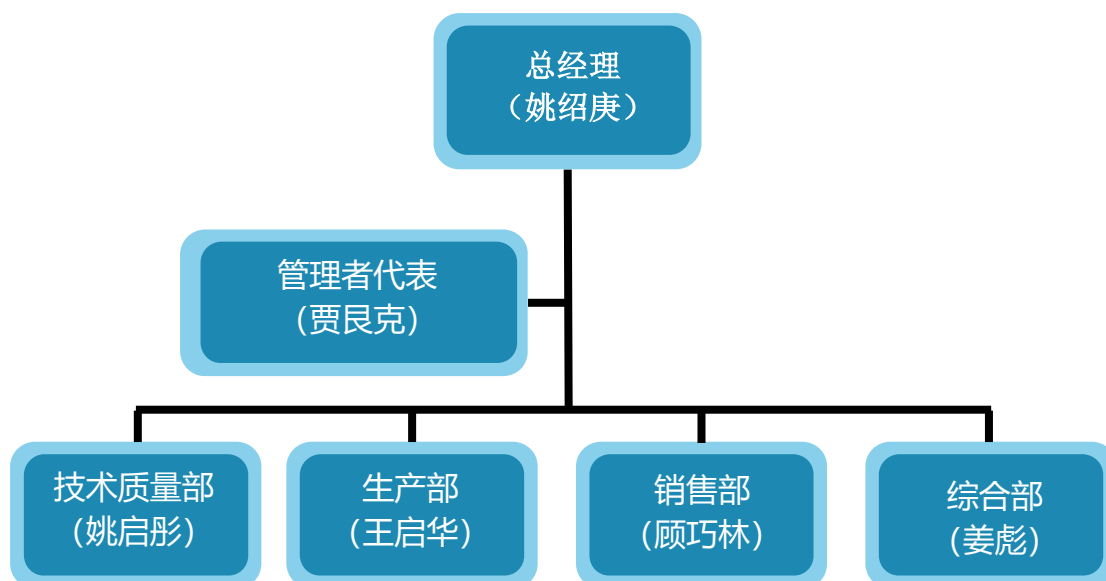 总经理
（姚绍庚）
管理者代表
（贾艮克）
技术质量部
（姚启彤）
生产部
（王启华）
销售部
（顾巧林）
综合部
（姜彪）